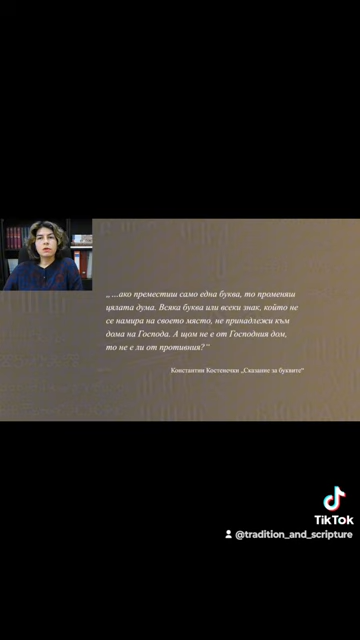 „ ...ако преместиш само една буква, то променяш
цялата дума. Всяка буква или всеки знак, който не
се намира на своето място, не принадлежи към
дома на Господа. А щом не е от Господния дом,
то не е ли от противния?“
Константин Костенечки „Сказание за буквите“
TikTok
@tradition_and_scripture